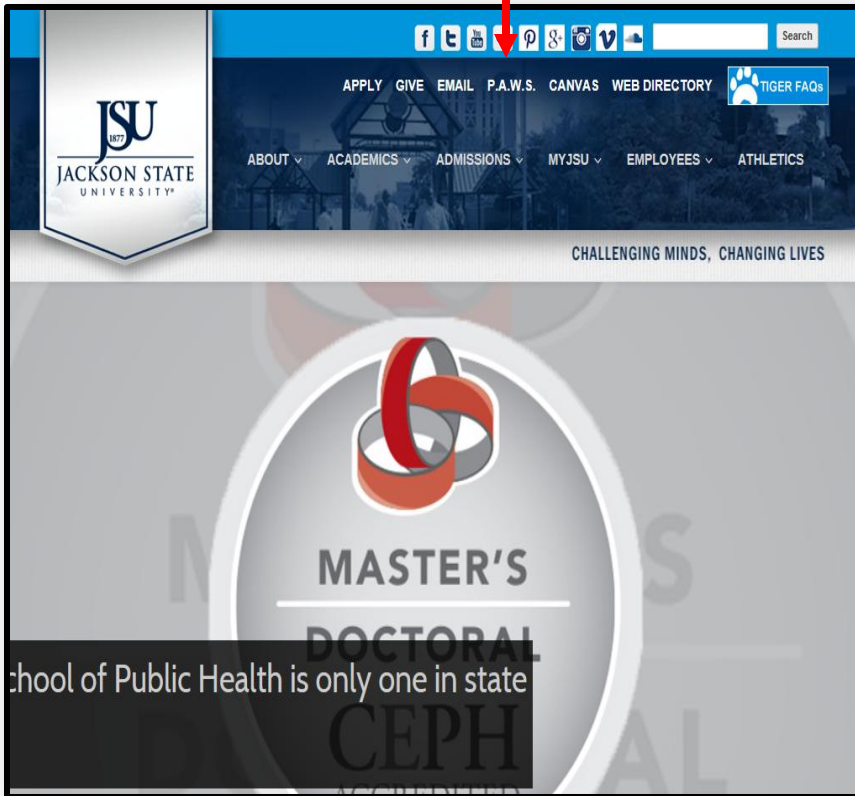 Search
APPLY GIVE EMAIL P.A.W.S. CANVAS WEB DIRECTORY TIGER FAQs
JSU
1877
JACKSON STATE
UNIVERSITY
ABOUT ACADEMICS ADMISSIONS MYJSU EMPLOYEES ATHLETICS
CHALLENGING MINDS, CHANGING LIVES
MASTER'S
DOCTORAL
chool of Public Health is only one in state
CEPH
ACCREDITED